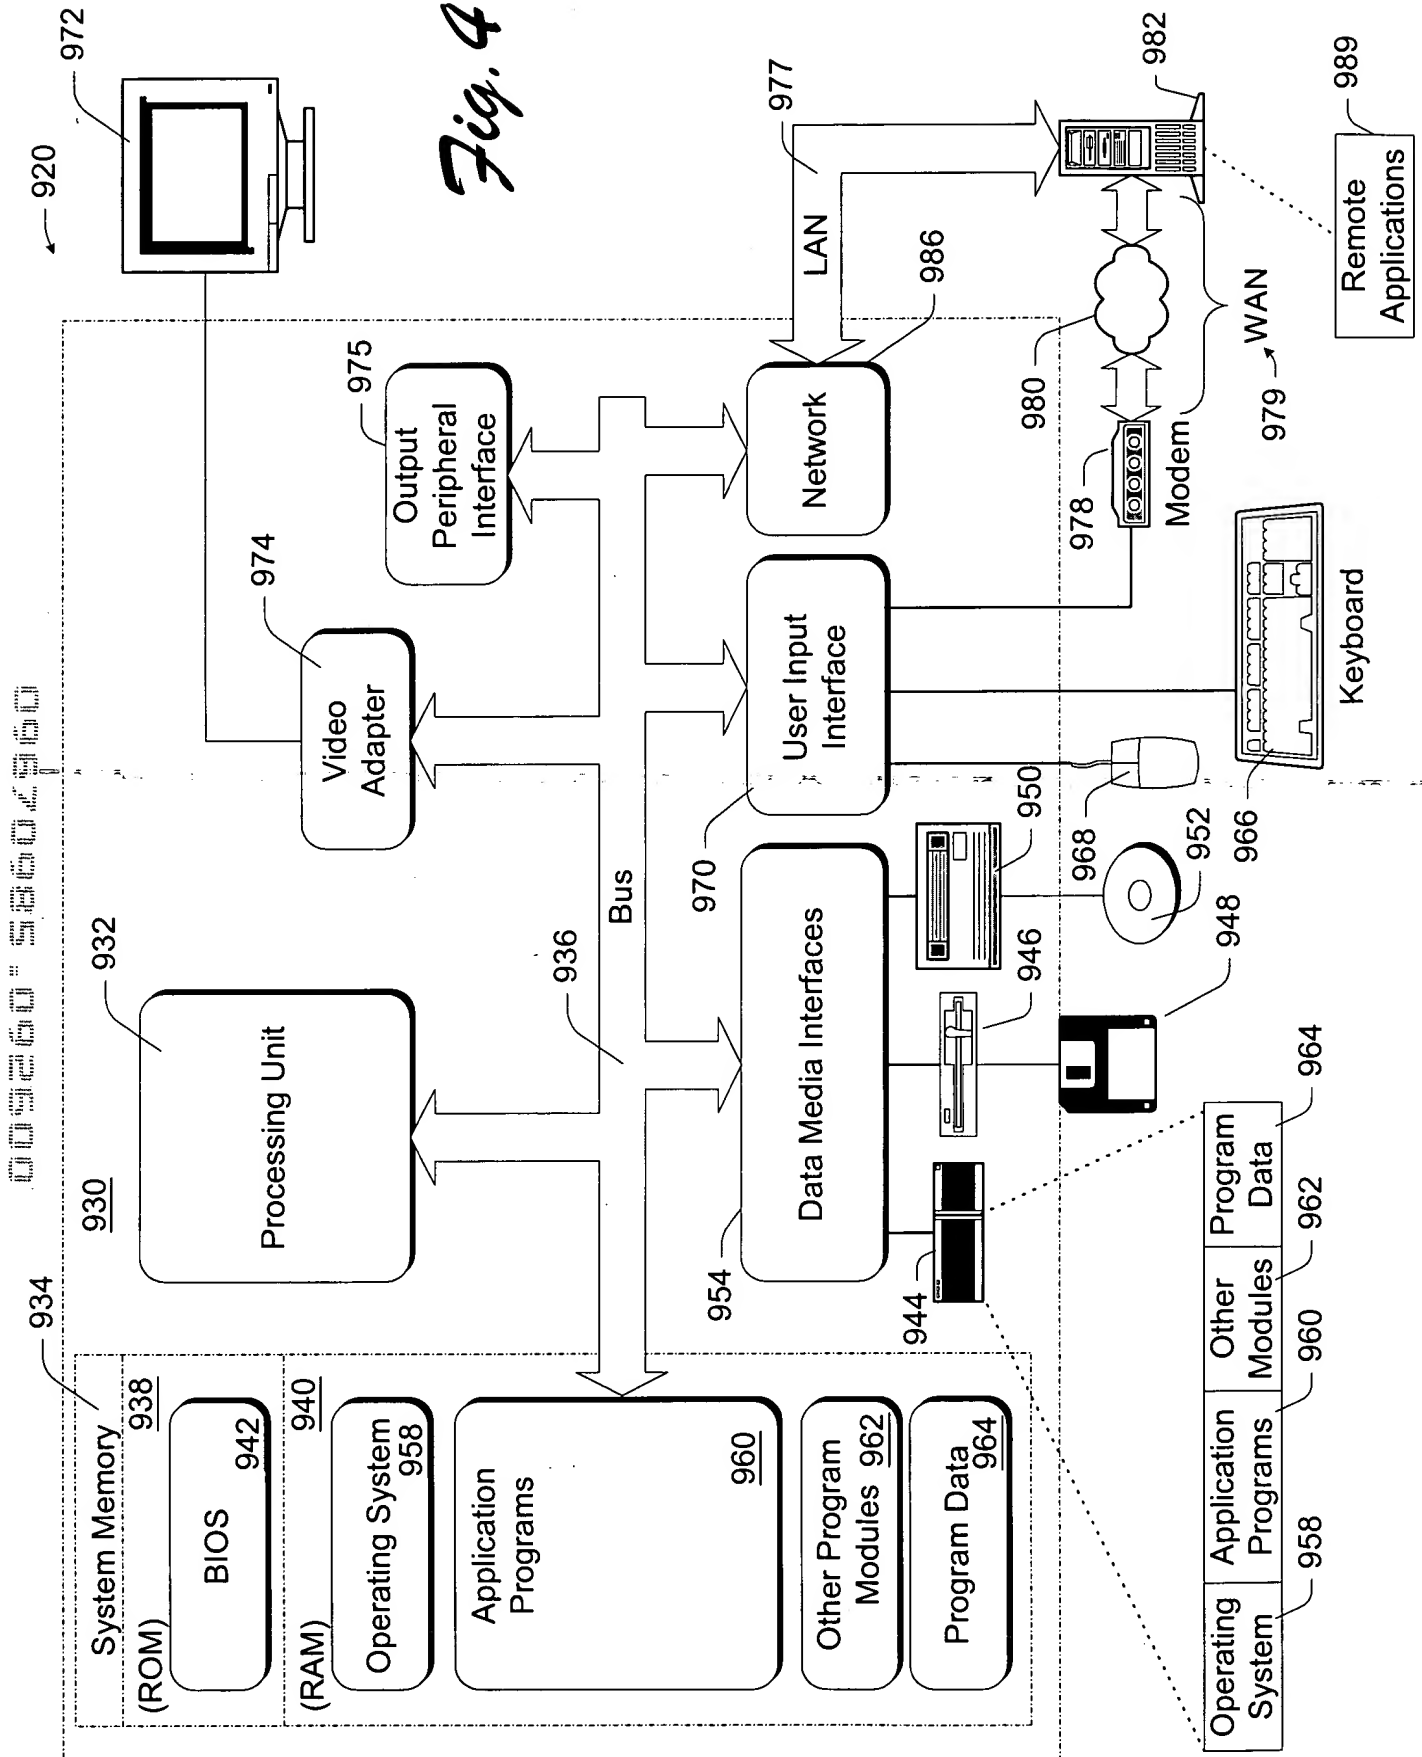 09670985.092500
934
930
932
920
972
System Memory
(ROM) 938
BIOS
942
(RAM) 940
Operating System
958
Application
Programs
960
Other Program
Modules 962
Program Data
964
Processing Unit
Video
Adapter
974
Output
Peripheral
Interface
975
Fig. 4
936
Bus
954
Data Media Interfaces
970
User Input
Interface
Network
986
LAN
977
944
946
950
948
952
968
978
Modem
980
982
979
WAN
966
Keyboard
Remote
Applications
989
Operating
System
Application
Programs
Other
Modules
Program
Data
958
960
962
964